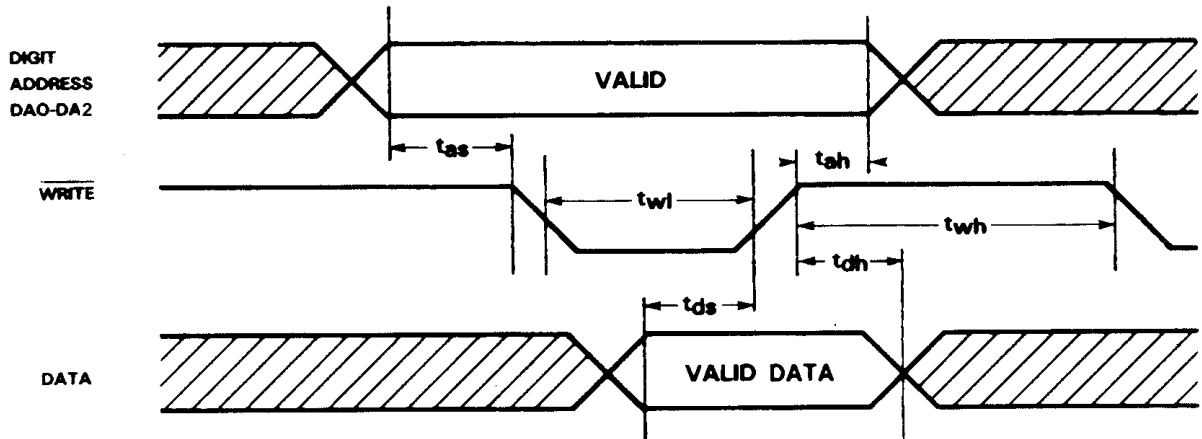 DIGIT
ADDRESS
DA0-DA2
VALID
tas
tah
WRITE
twl
twh
tdh
tds
DATA
VALID DATA